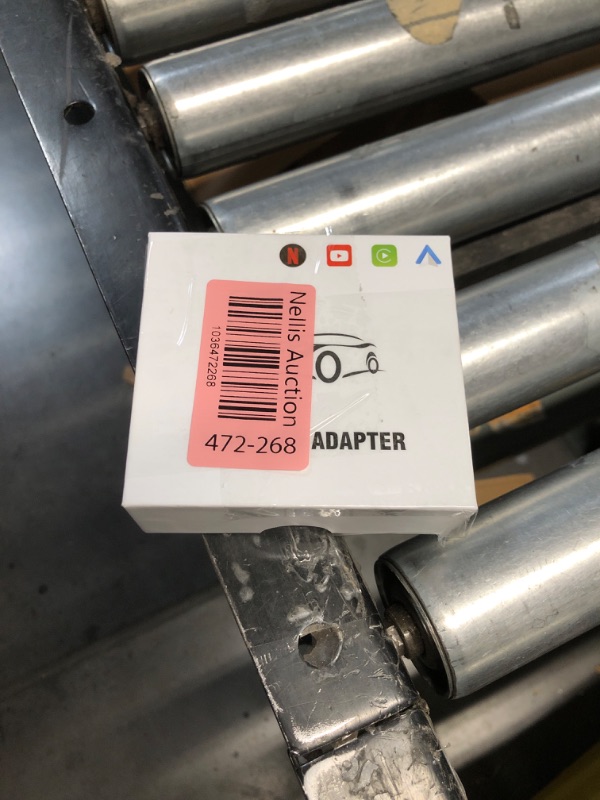 N
Nellis Auction
1036472268
472-268
ADAPTER